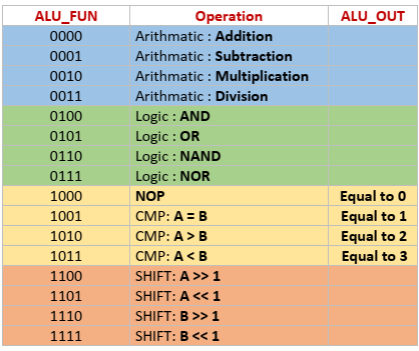 ALU_FUN Operation ALU_OUT
0000 Arithmatic : Addition
0001 Arithmatic : Subtraction
0010 Arithmatic : Multiplication
0011 Arithmatic : Division
0100 Logic : AND
0101 Logic : OR
0110 Logic : NAND
0111 Logic : NOR
1000 NOP Equal to 0
1001 CMP: A = B Equal to 1
1010 CMP: A > B Equal to 2
1011 CMP: A < B Equal to 3
1100 SHIFT: A >> 1
1101 SHIFT: A << 1
1110 SHIFT: B >> 1
1111 SHIFT: B << 1